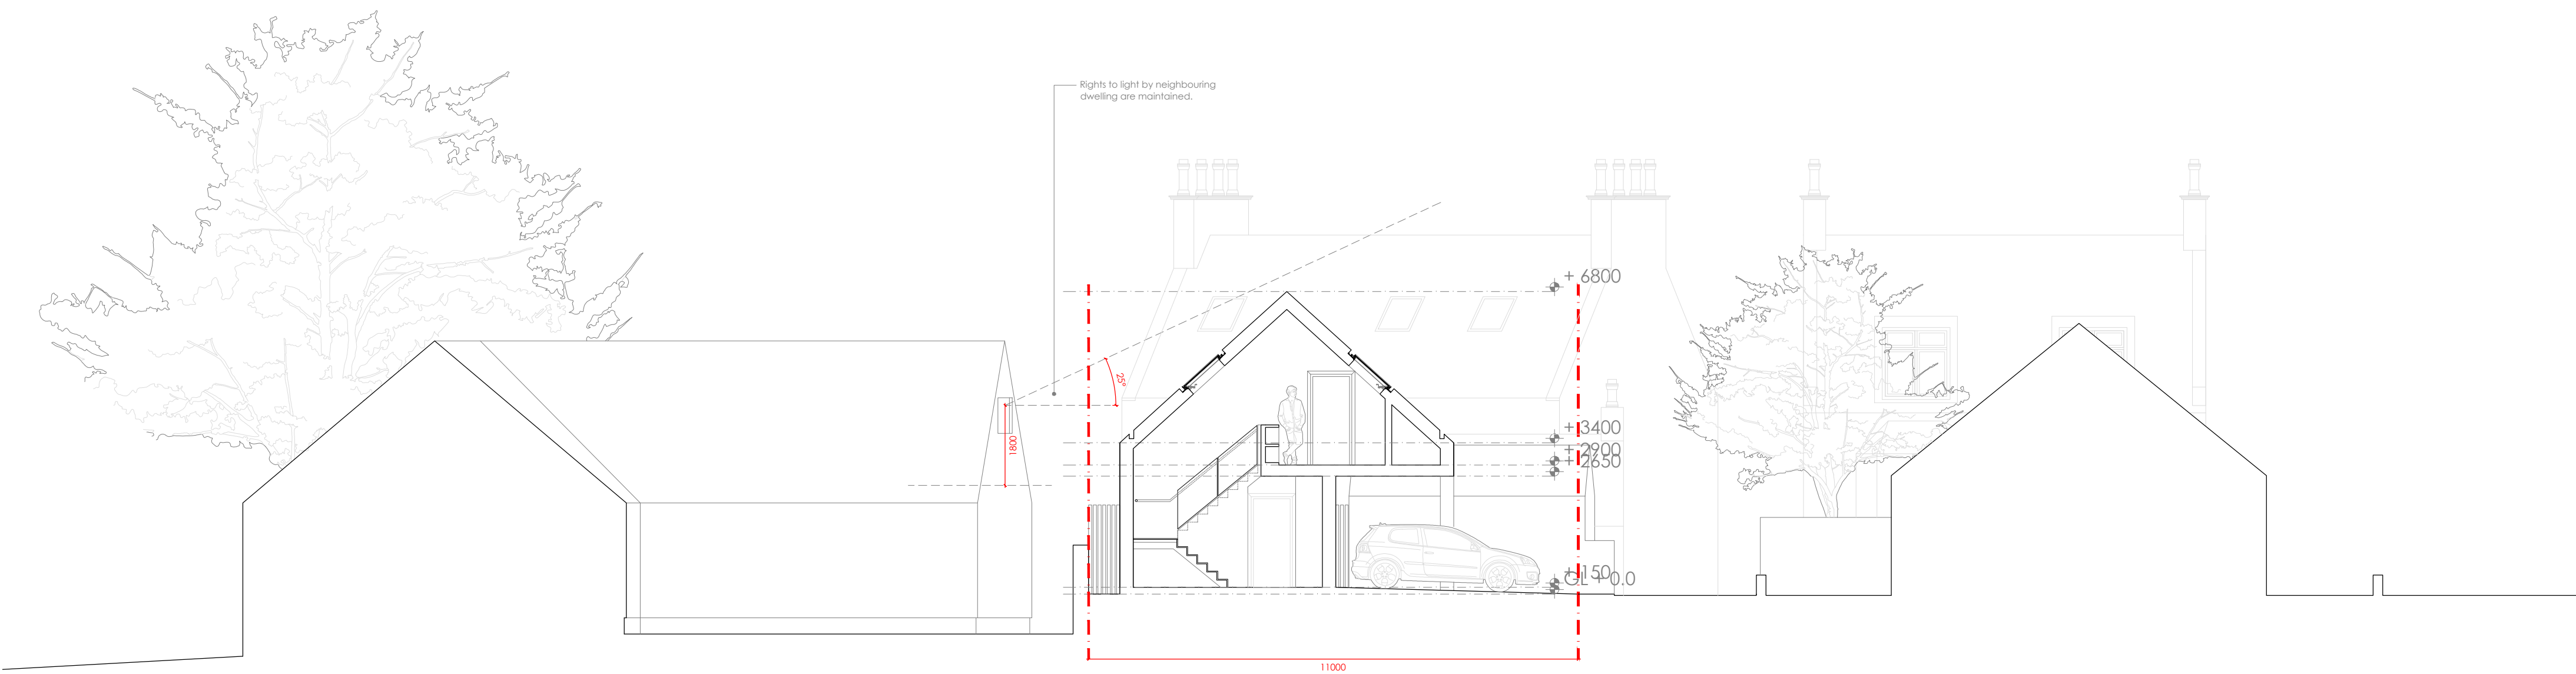 Rights to light by neighbouring
dwelling are maintained.
+ 6800
25°
+ 3400
1800
+ 2900
+ 2650
+ 150
GL + 0.0
11000